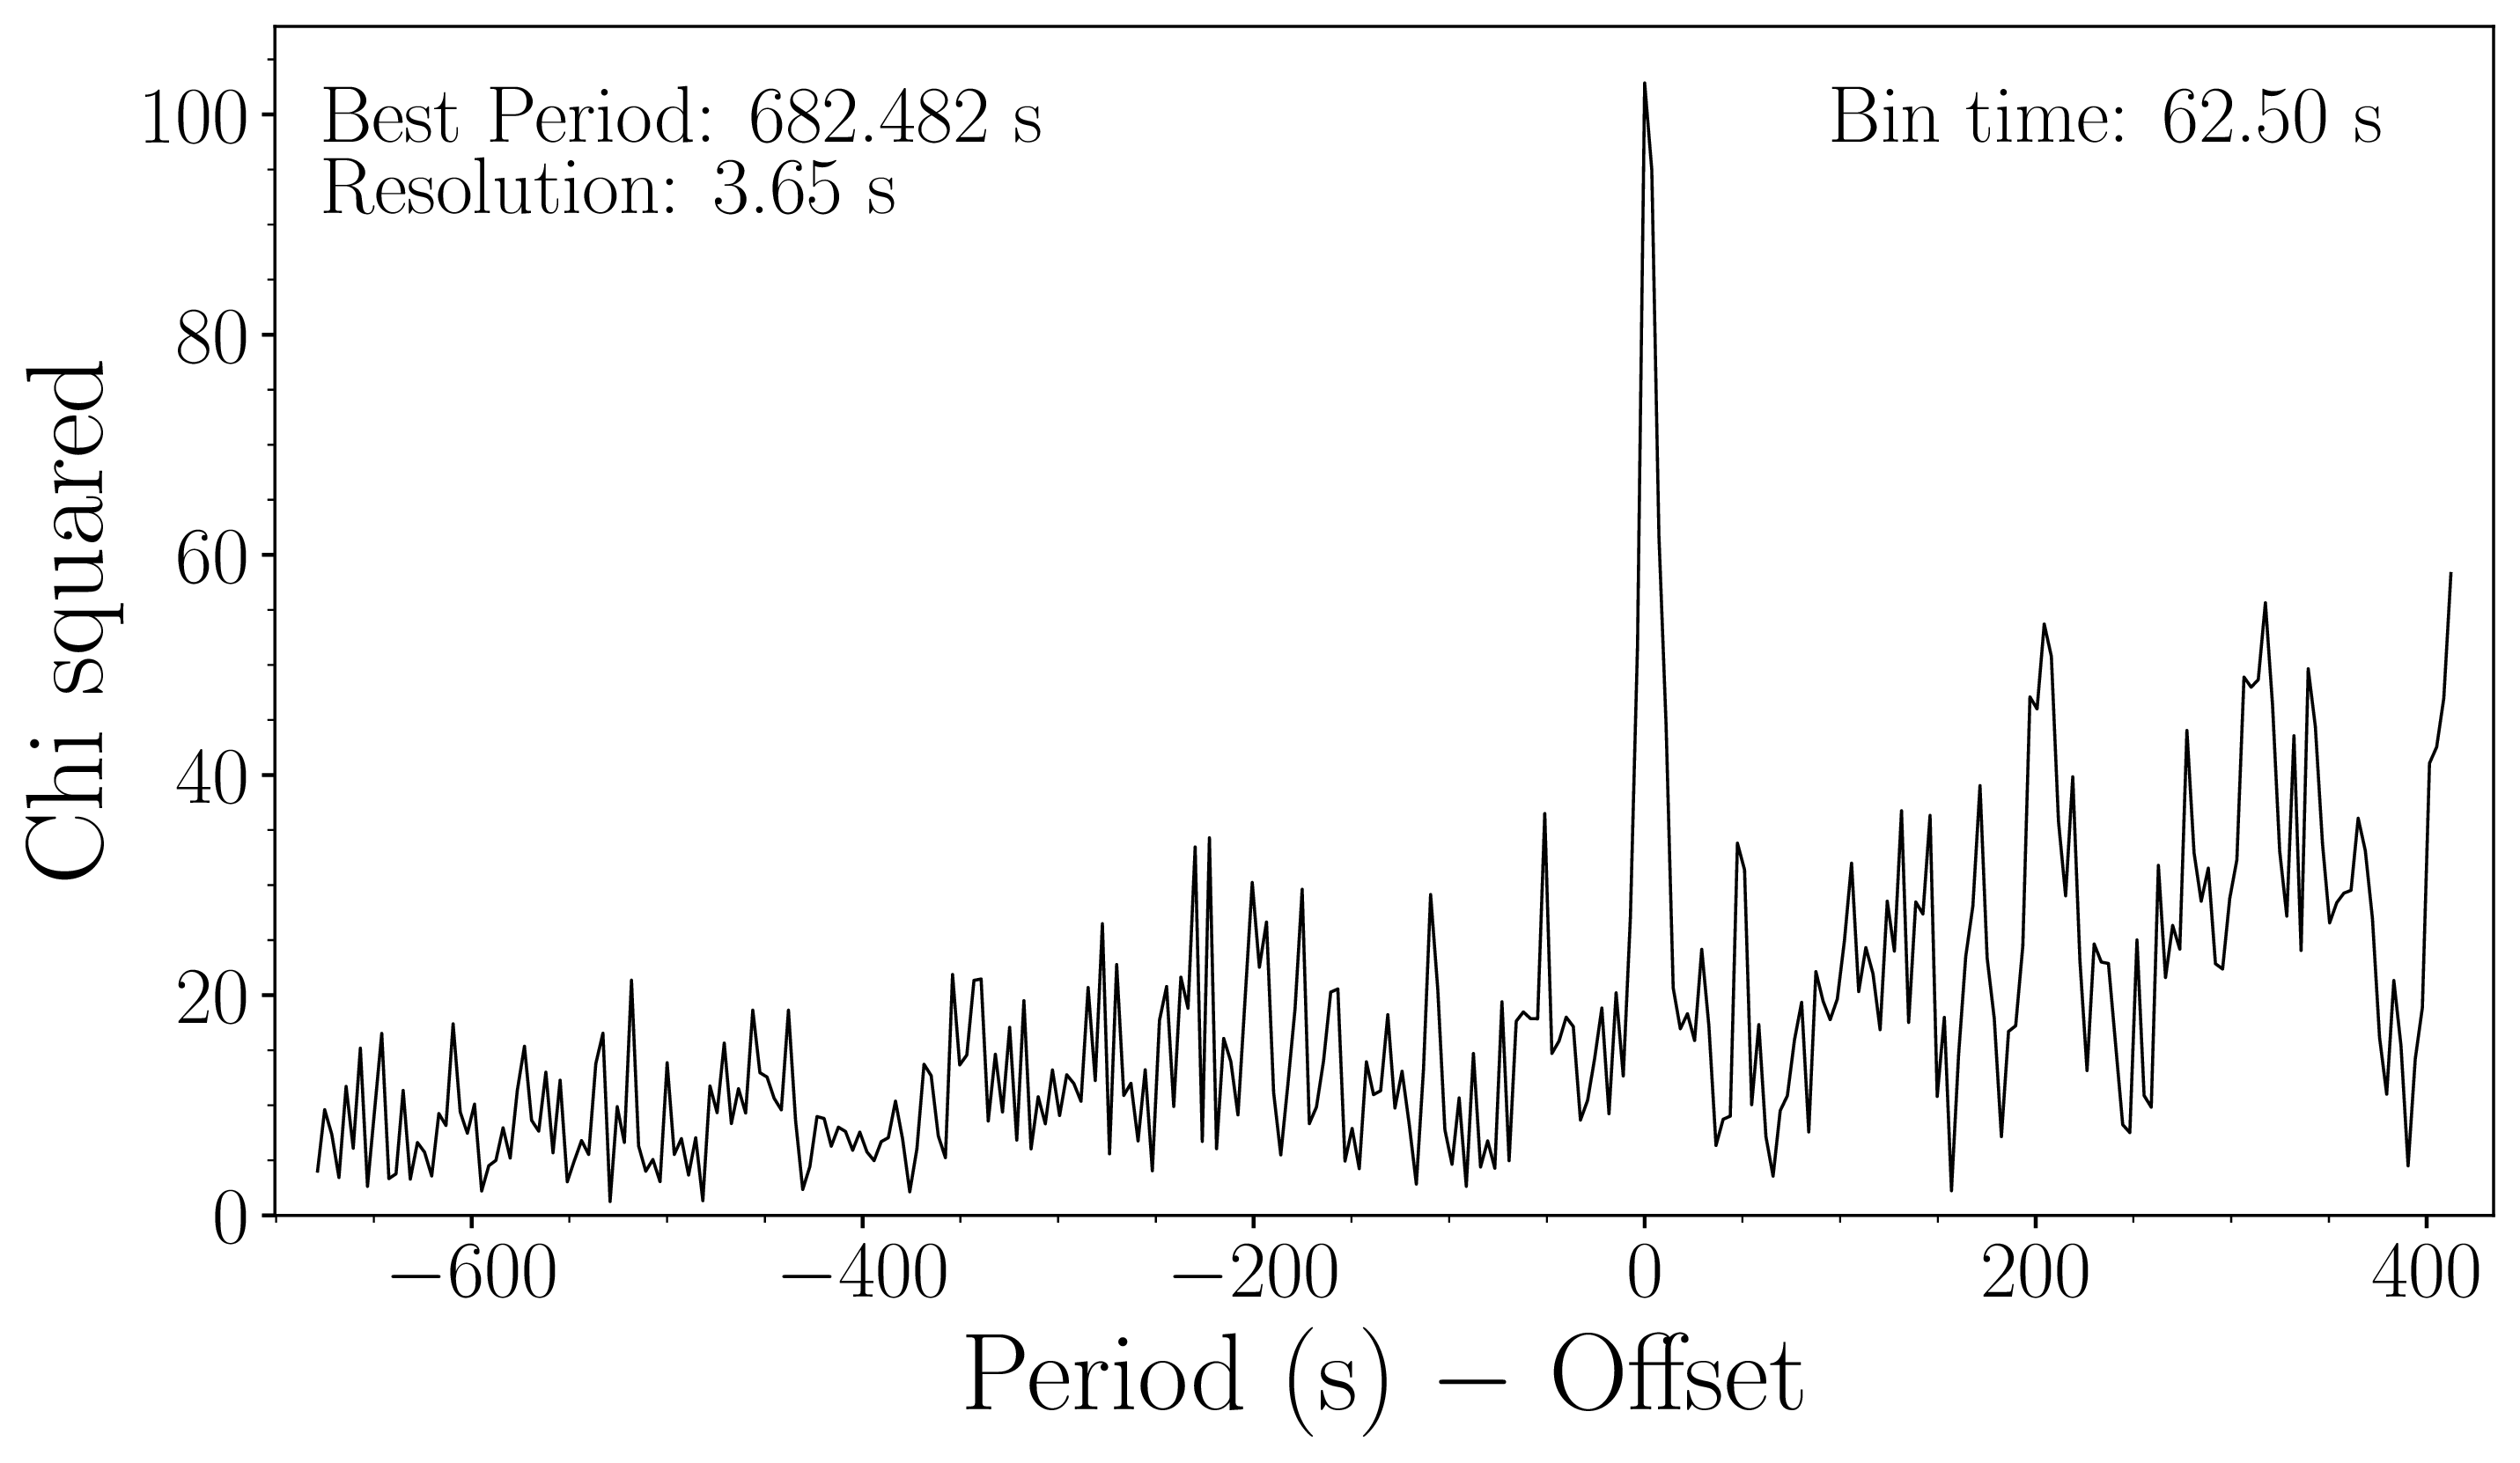 Best Period: 682.482 s
Resolution: 3.65 s
Bin time: 62.50 s
Chi squared
100
80
60
40
20
0
−600 −400 −200 0 200 400
Period (s) − Offset